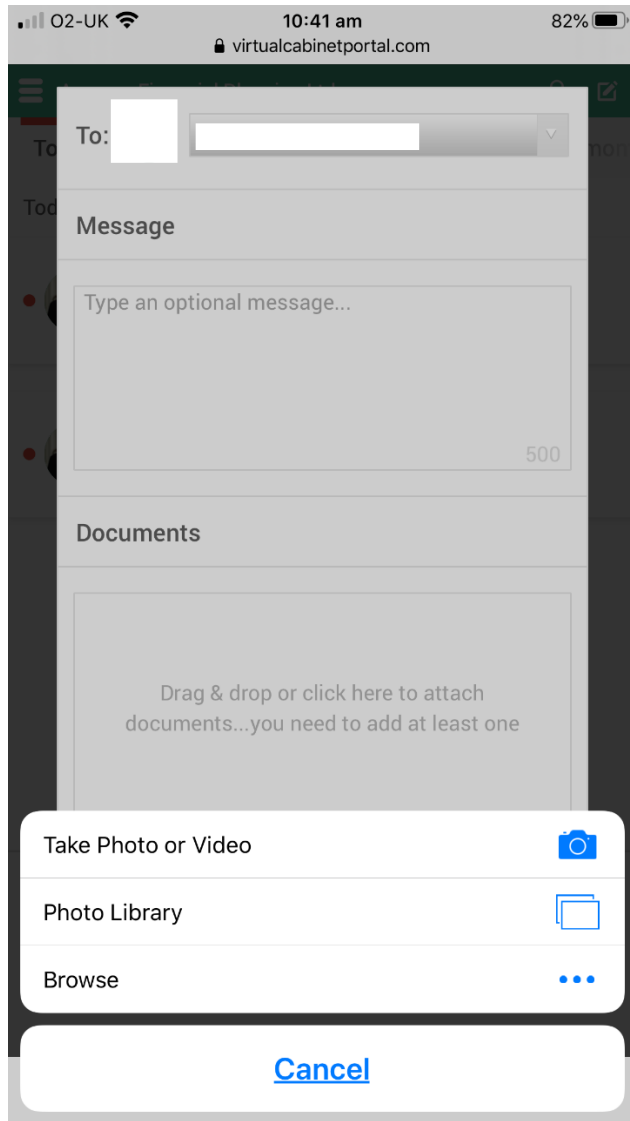 O2-UK 10:41 am 82%
virtualcabinetportal.com
To:
Tod
Message
Type an optional message...
500
Documents
Drag & drop or click here to attach
documents...you need to add at least one
Take Photo or Video
Photo Library
Browse
Cancel